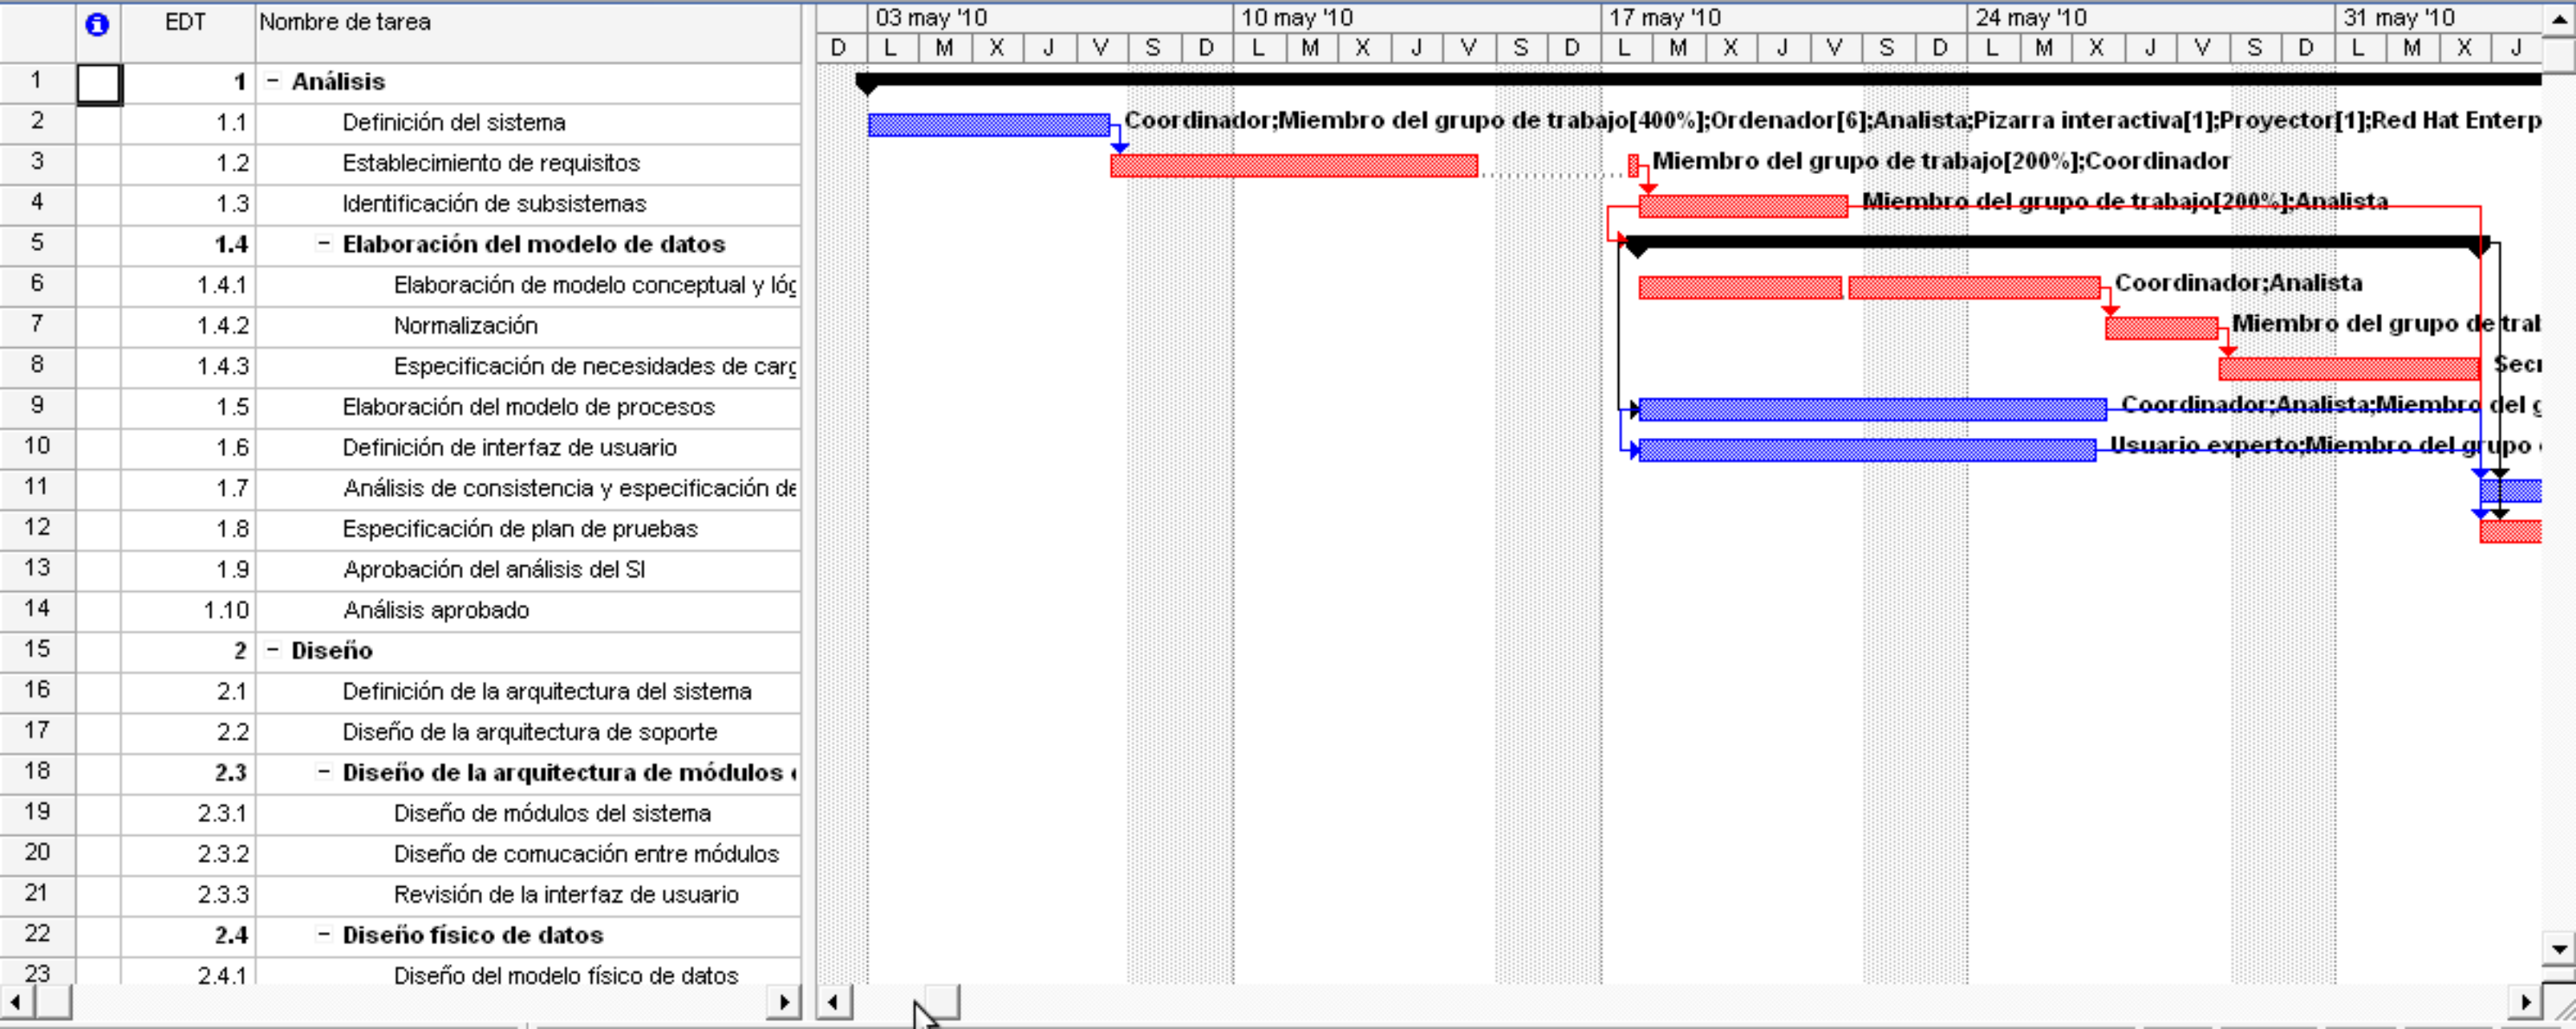 EDT Nombre de tarea 03 may '10 10 may '10 17 may '10 24 may '10 31 may '10
D L M X J V S D L M X J V S D L M X J V S D L M X J V S D L M X J
1 1 Análisis
2 1.1 Definición del sistema Coordinador;Miembro del grupo de trabajo[400%];Ordenador[6];Analista;Pizarra interactiva[1];Proyector[1];Red Hat Enterp
3 1.2 Establecimiento de requisitos Miembro del grupo de trabajo[200%];Coordinador
4 1.3 Identificación de subsistemas Miembro del grupo de trabajo[200%];Analista
5 1.4 Elaboración del modelo de datos
6 1.4.1 Elaboración de modelo conceptual y lóg Coordinador;Analista
7 1.4.2 Normalización Miembro del grupo de trab
8 1.4.3 Especificación de necesidades de carg Secr
9 1.5 Elaboración del modelo de procesos Coordinador;Analista;Miembro del g
10 1.6 Definición de interfaz de usuario Usuario experto;Miembro del grupo
11 1.7 Análisis de consistencia y especificación de
12 1.8 Especificación de plan de pruebas
13 1.9 Aprobación del análisis del SI
14 1.10 Análisis aprobado
15 2 Diseño
16 2.1 Definición de la arquitectura del sistema
17 2.2 Diseño de la arquitectura de soporte
18 2.3 Diseño de la arquitectura de módulos
19 2.3.1 Diseño de módulos del sistema
20 2.3.2 Diseño de comucación entre módulos
21 2.3.3 Revisión de la interfaz de usuario
22 2.4 Diseño físico de datos
23 2.4.1 Diseño del modelo físico de datos